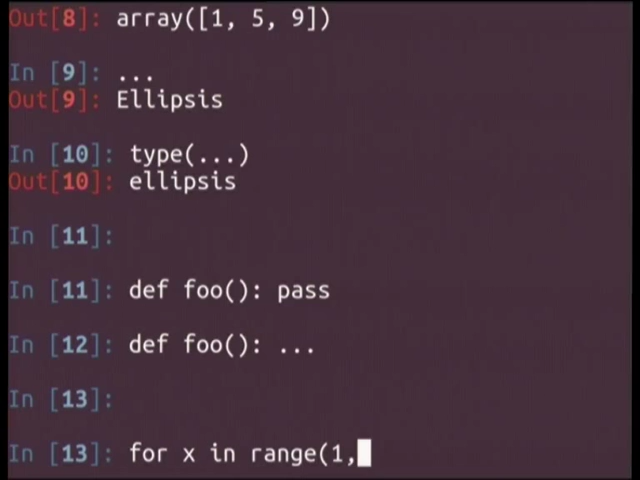 Out[8]: array([1, 5, 9])
In [9]: ...
Out[9]: Ellipsis
In [10]: type(...)
Out[10]: ellipsis
In [11]:
In [11]: def foo(): pass
In [12]: def foo(): ...
In [13]:
In [13]: for x in range(1,